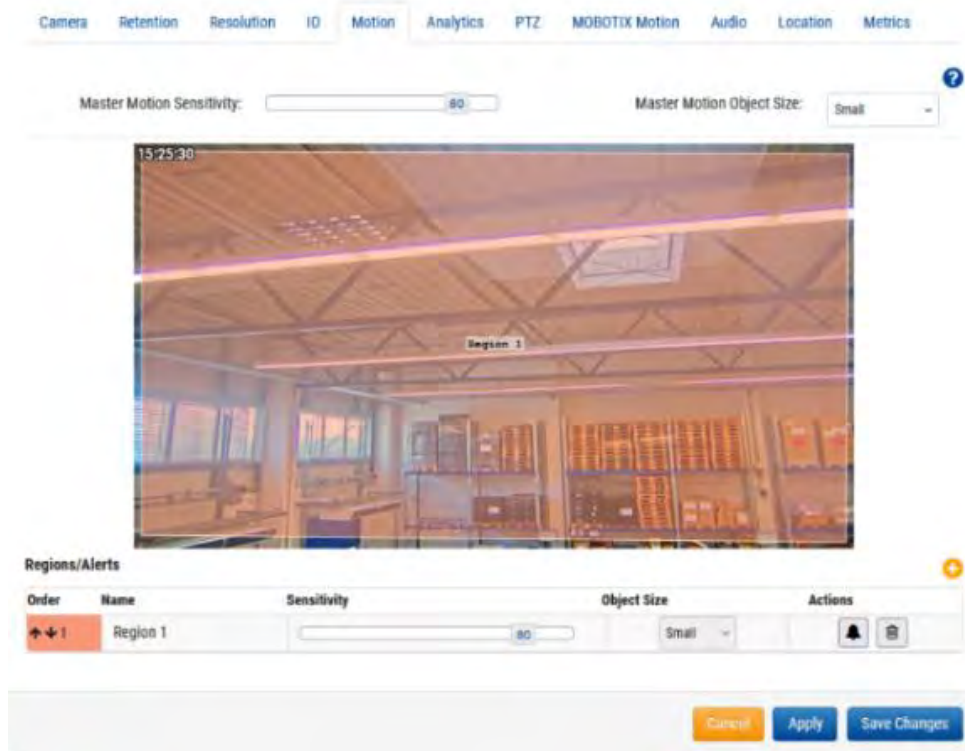 Camera Retention Resolution IO Motion Analytics PTZ MOBOTIX Motion Audio Location Metrics
Master Motion Sensitivity: 80 Master Motion Object Size: Small
15:25:30
Region 1
Regions/Alerts
Order Name Sensitivity Object Size Actions
1 Region 1 80 Small
Cancel Apply Save Changes